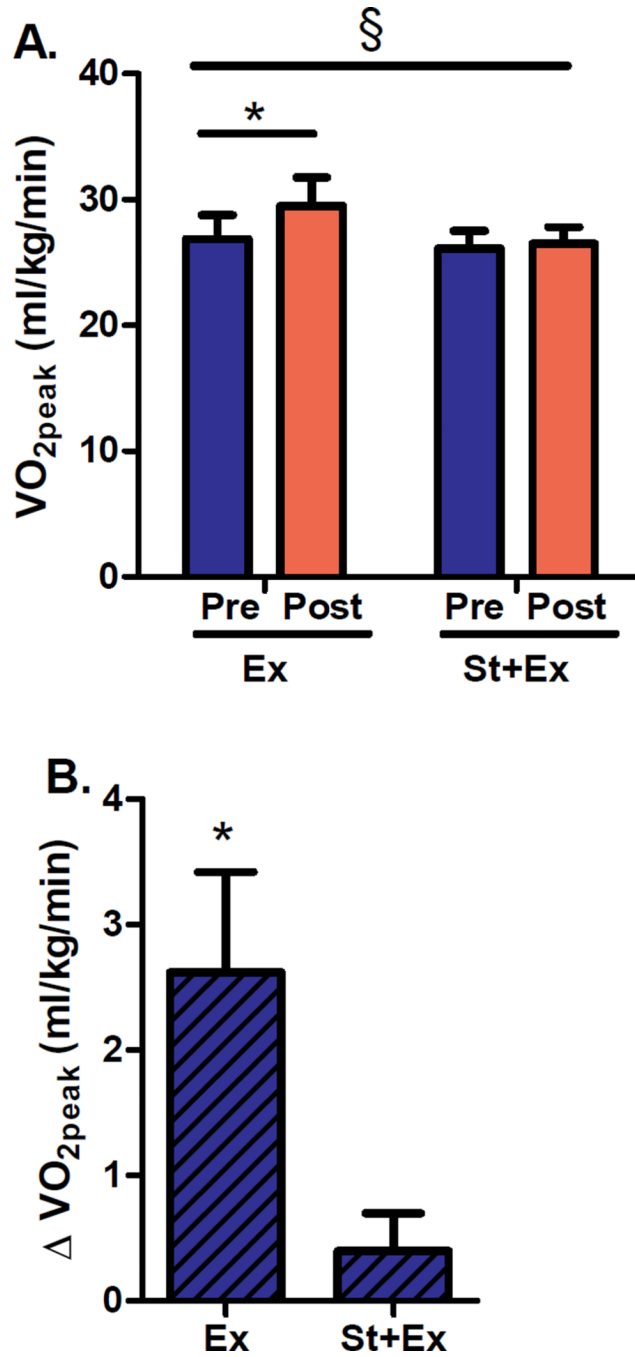 A.
§
*
VO2peak (ml/kg/min)
40
30
20
10
0
Pre Post Pre Post
Ex St+Ex
B.
*
Δ VO2peak (ml/kg/min)
4
3
2
1
0
Ex St+Ex